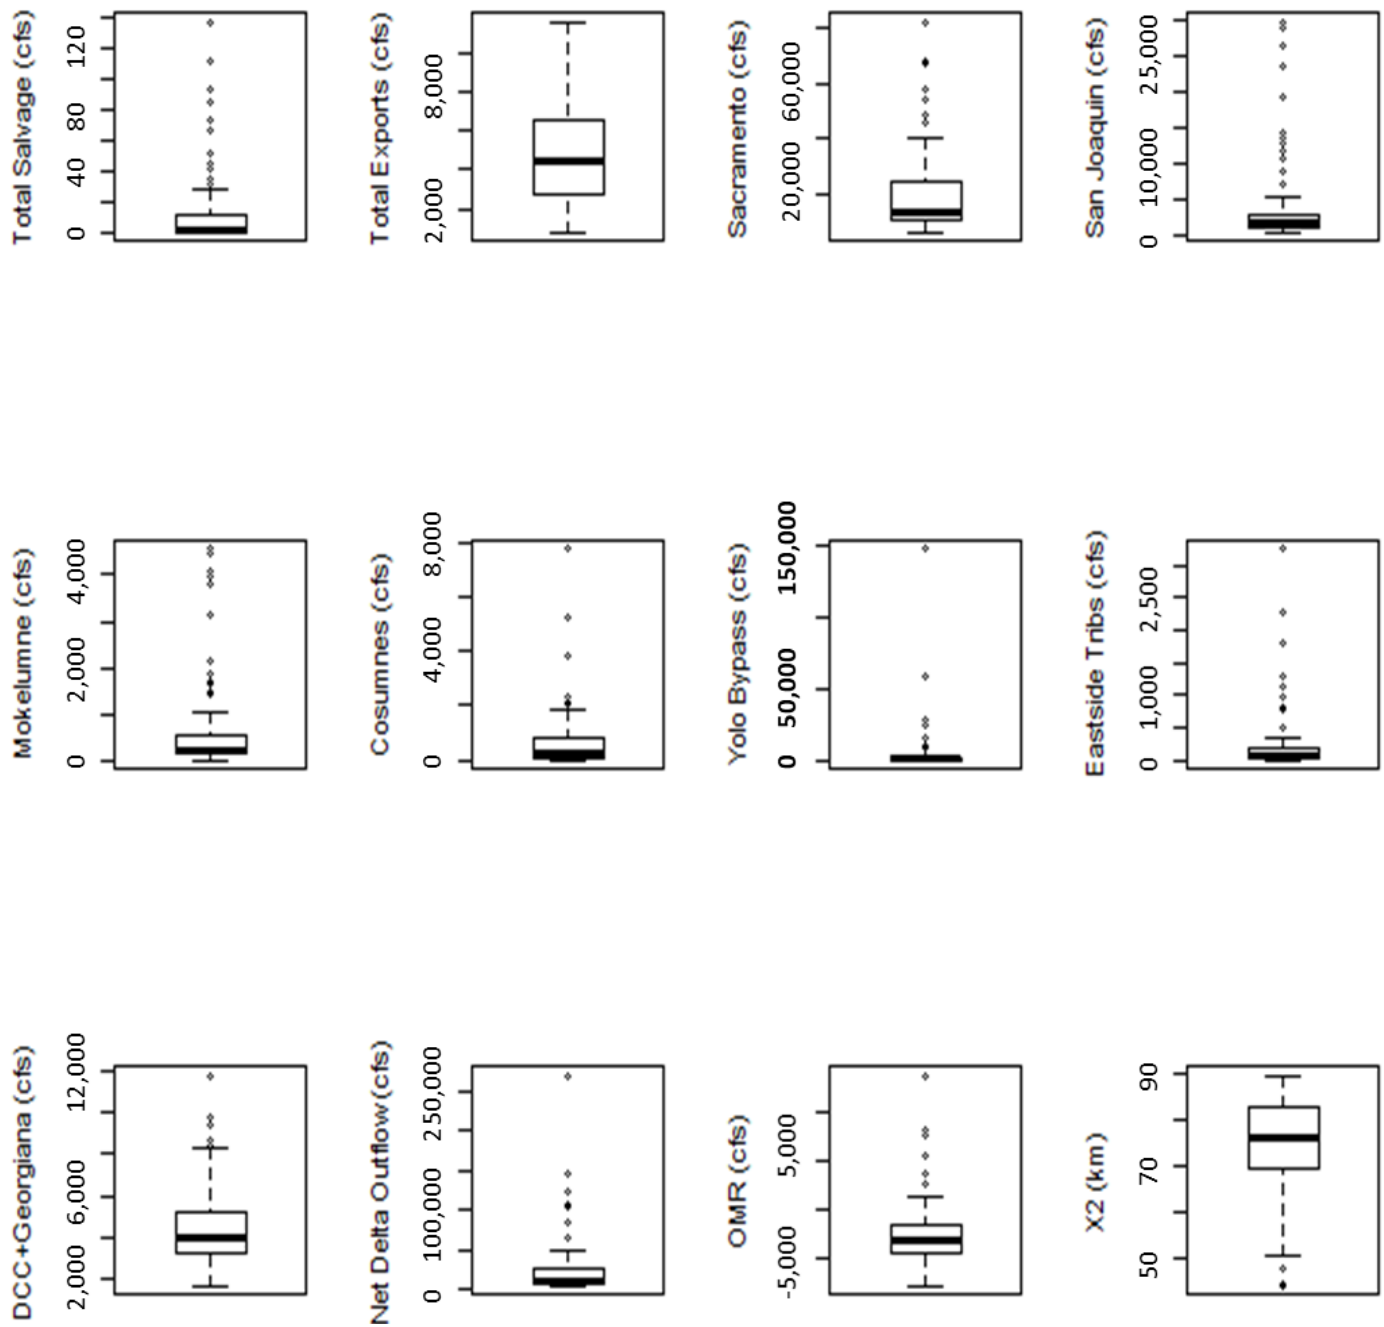 Total Salvage (cfs)
0 40 80 120
Total Exports (cfs)
2,000 8,000
Sacramento (cfs)
20,000 60,000
San Joaquin (cfs)
0 10,000 25,000
Mokelumne (cfs)
0 2,000 4,000
Cosumnes (cfs)
0 4,000 8,000
Yolo Bypass (cfs)
0 50,000 150,000
Eastside Tribs (cfs)
0 1,000 2,500
DCC+Georgiana (cfs)
2,000 6,000 12,000
Net Delta Outflow(cfs)
0 100,000 250,000
OMR (cfs)
-5,000 5,000
X2 (km)
50 70 90